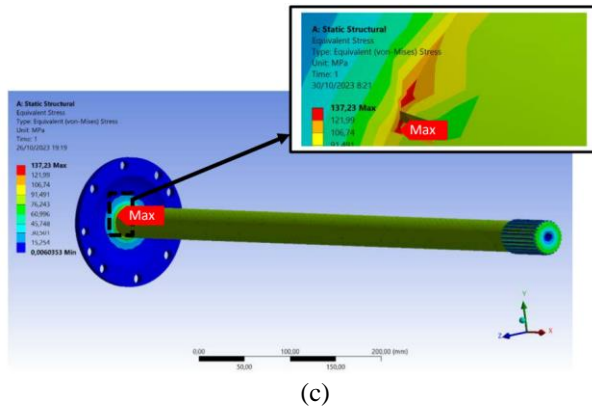 A: Static Structural
Equivalent Stress
Type: Equivalent (von-Mises) Stress
Unit: MPa
Time: 1
30/10/2023 8:21
137,23 Max
121,99
106,74
91,491
Max
A: Static Structural
Equivalent Stress
Type: Equivalent (von-Mises) Stress
Unit: MPa
Time: 1
26/10/2023 19:19
137,23 Max
121,99
106,74
91,491
76,243
60,996
45,748
30,501
15,254
0,0060353 Min
Max
Y
Z
X
0,00
100,00
200,00 (mm)
50,00
150,00
(c)